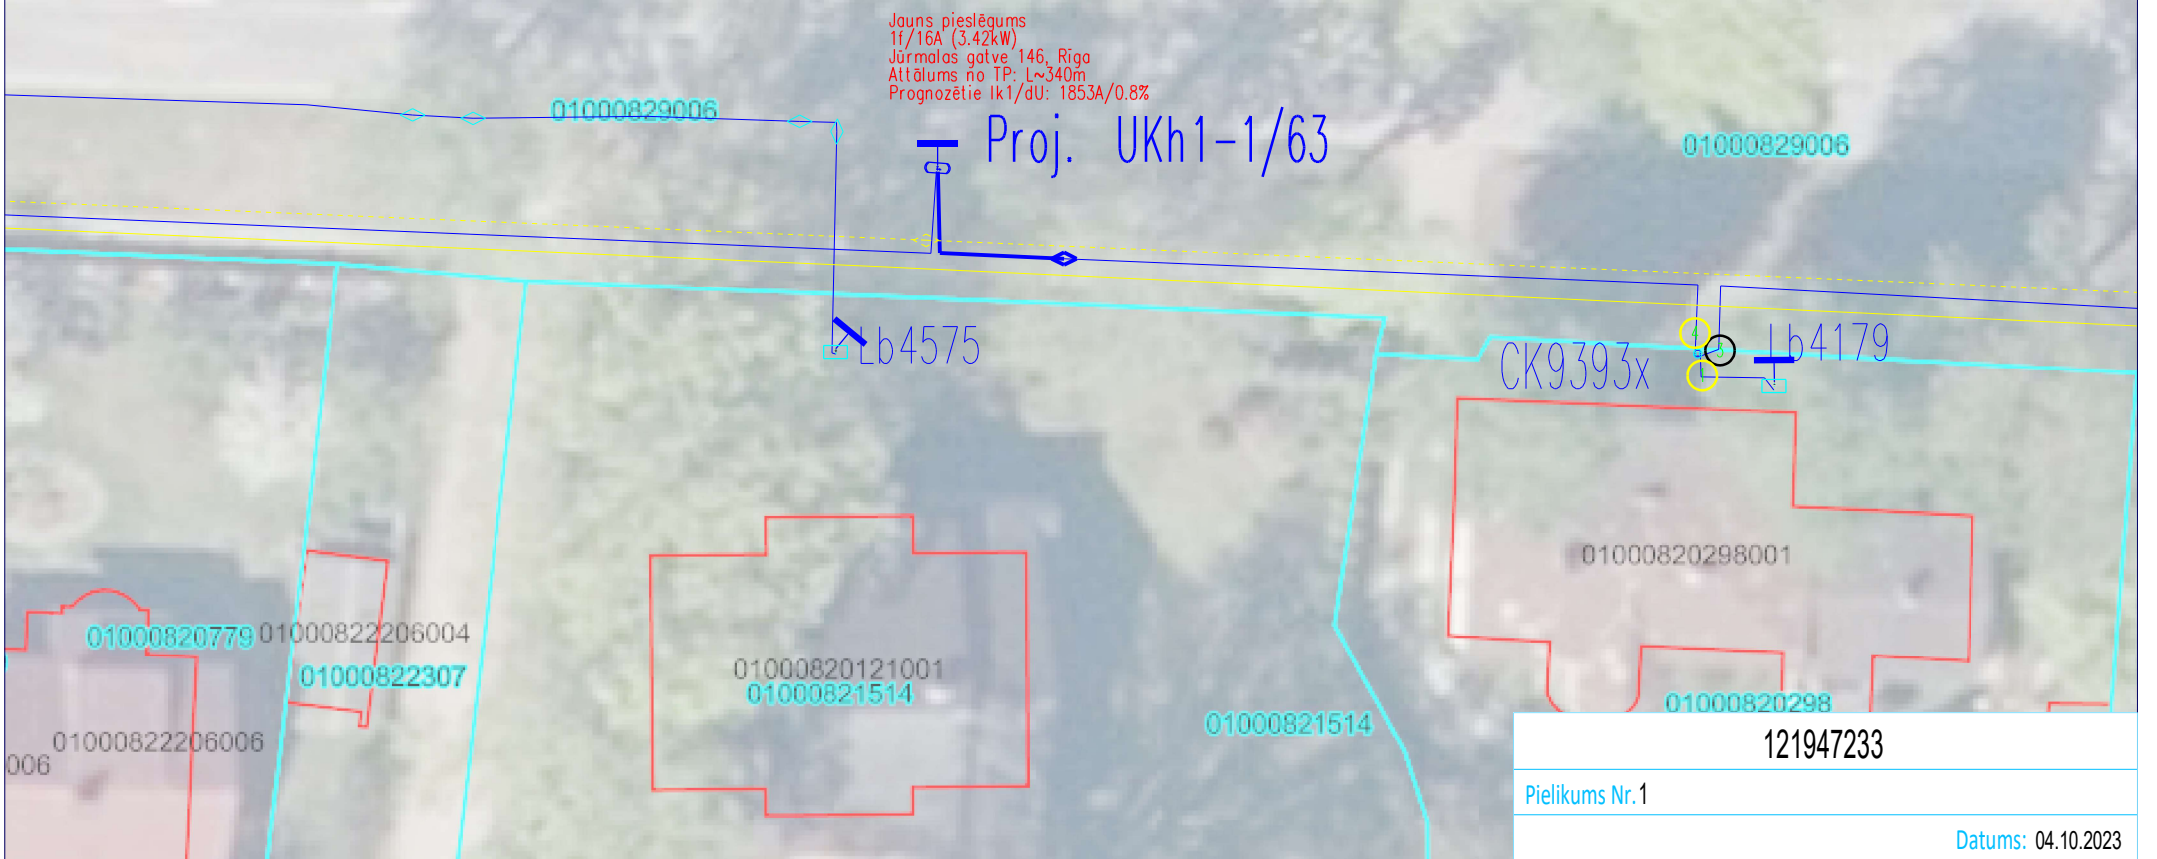 Jauns pieslēgums
1f/16A (3.42kW)
Jūrmalas gatve 146, Rīga
Attālums no TP: L~340m
Prognozētie Ik1/dU: 1853A/0.8%
01000829006
Proj. UKh1-1/63
01000829006
Lb4575
CK9393x
Lb4179
01000820298001
01000820779
01000822206004
01000822307
01000820121001
01000821514
01000821514
01000820298
01000822206006
006
121947233
Pielikums Nr. 1
Datums: 04.10.2023